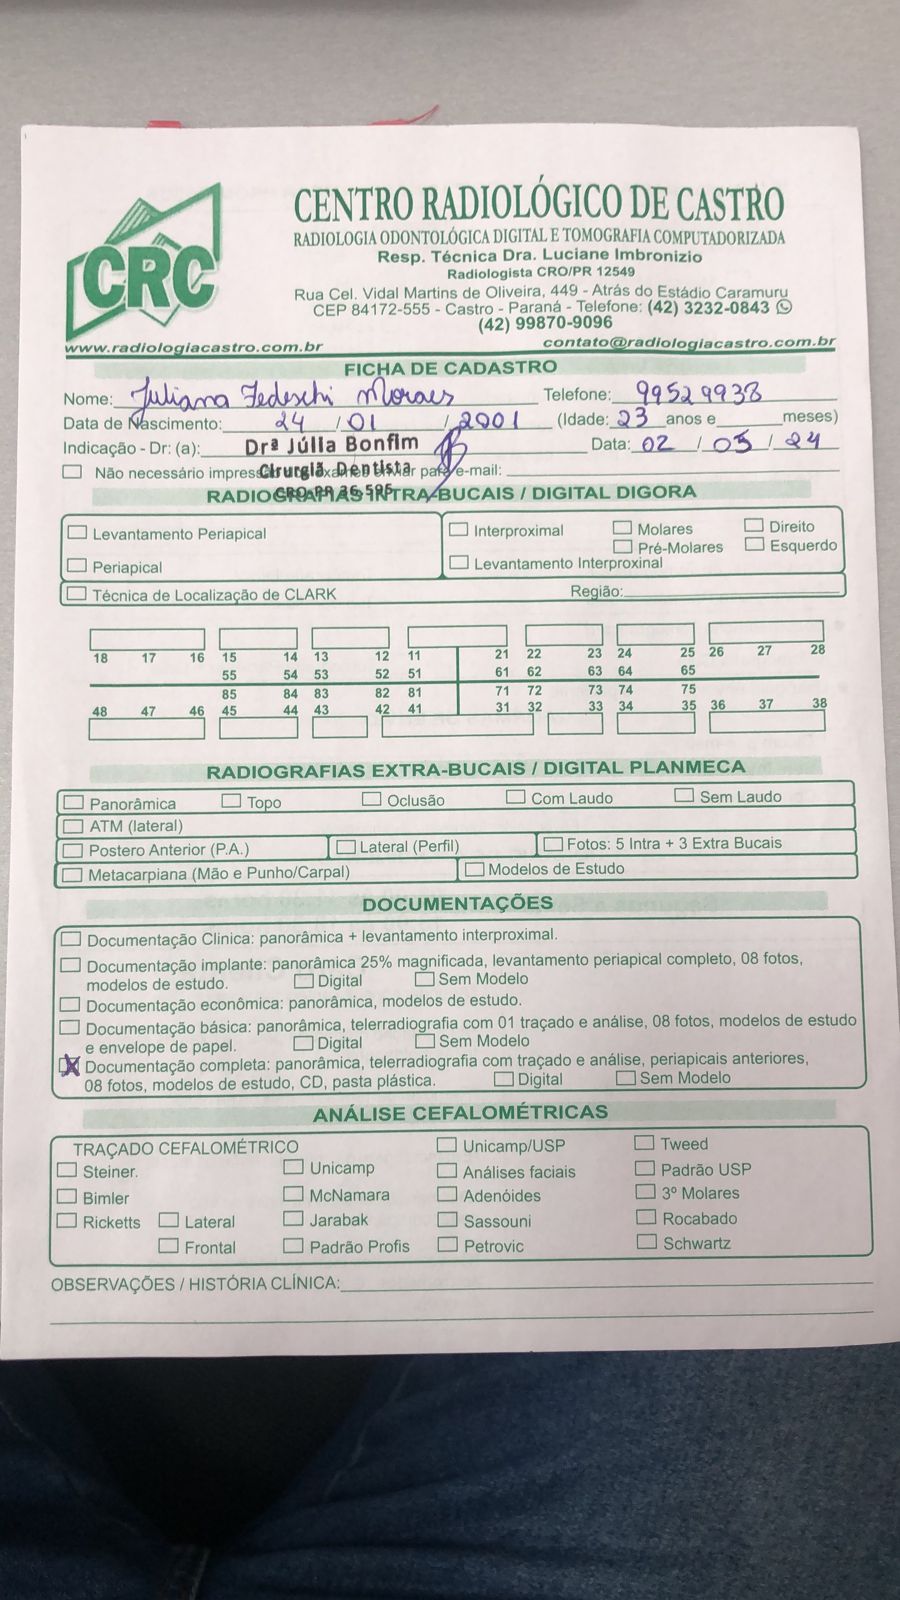 CRC
CENTRO RADIOLÓGICO DE CASTRO
RADIOLOGIA ODONTOLÓGICA DIGITAL E TOMOGRAFIA COMPUTADORIZADA
Resp. Técnica Dra. Luciane Imbronizio
Radiologista CRO/PR 12549
Rua Cel. Vidal Martins de Oliveira, 449 - Atrás do Estádio Caramuru
CEP 84172-555 - Castro - Paraná - Telefone: (42) 3232-0843
(42) 99870-9096
www.radiologiacastro.com.br contato@radiologiacastro.com.br
FICHA DE CADASTRO
Nome: Juliana Tedeschi Moraes Telefone: 99529938
Data de Nascimento: 24 / 01 / 2001 (Idade: 23 anos e meses)
Indicação - Dr: (a): Drª Júlia Bonfim Data: 02 / 05 / 24
Cirurgiã Dentista
Não necessário enviar para e-mail:
CRO-PR 36.595
RADIOGRAFIAS INTRA-BUCAIS / DIGITAL DIGORA
Levantamento Periapical Interproximal Molares Direito
Pré-Molares Esquerdo
Periapical Levantamento Interproxinal
Técnica de Localização de CLARK Região:
18 17 16 15 14 13 12 11 21 22 23 24 25 26 27 28
55 54 53 52 51 61 62 63 64 65
85 84 83 82 81 71 72 73 74 75
48 47 46 45 44 43 42 41 31 32 33 34 35 36 37 38
RADIOGRAFIAS EXTRA-BUCAIS / DIGITAL PLANMECA
Panorâmica Topo Oclusão Com Laudo Sem Laudo
ATM (lateral)
Postero Anterior (P.A.) Lateral (Perfil) Fotos: 5 Intra + 3 Extra Bucais
Metacarpiana (Mão e Punho/Carpal) Modelos de Estudo
DOCUMENTAÇÕES
Documentação Clinica: panorâmica + levantamento interproximal.
Documentação implante: panorâmica 25% magnificada, levantamento periapical completo, 08 fotos,
modelos de estudo. Digital Sem Modelo
Documentação econômica: panorâmica, modelos de estudo.
Documentação básica: panorâmica, telerradiografia com 01 traçado e análise, 08 fotos, modelos de estudo
e envelope de papel. Digital Sem Modelo
X Documentação completa: panorâmica, telerradiografia com traçado e análise, periapicais anteriores,
08 fotos, modelos de estudo, CD, pasta plástica. Digital Sem Modelo
ANÁLISE CEFALOMÉTRICAS
TRAÇADO CEFALOMÉTRICO Unicamp/USP Tweed
Steiner. Unicamp Análises faciais Padrão USP
Bimler McNamara Adenóides 3º Molares
Ricketts Lateral Jarabak Sassouni Rocabado
Frontal Padrão Profis Petrovic Schwartz
OBSERVAÇÕES / HISTÓRIA CLÍNICA: